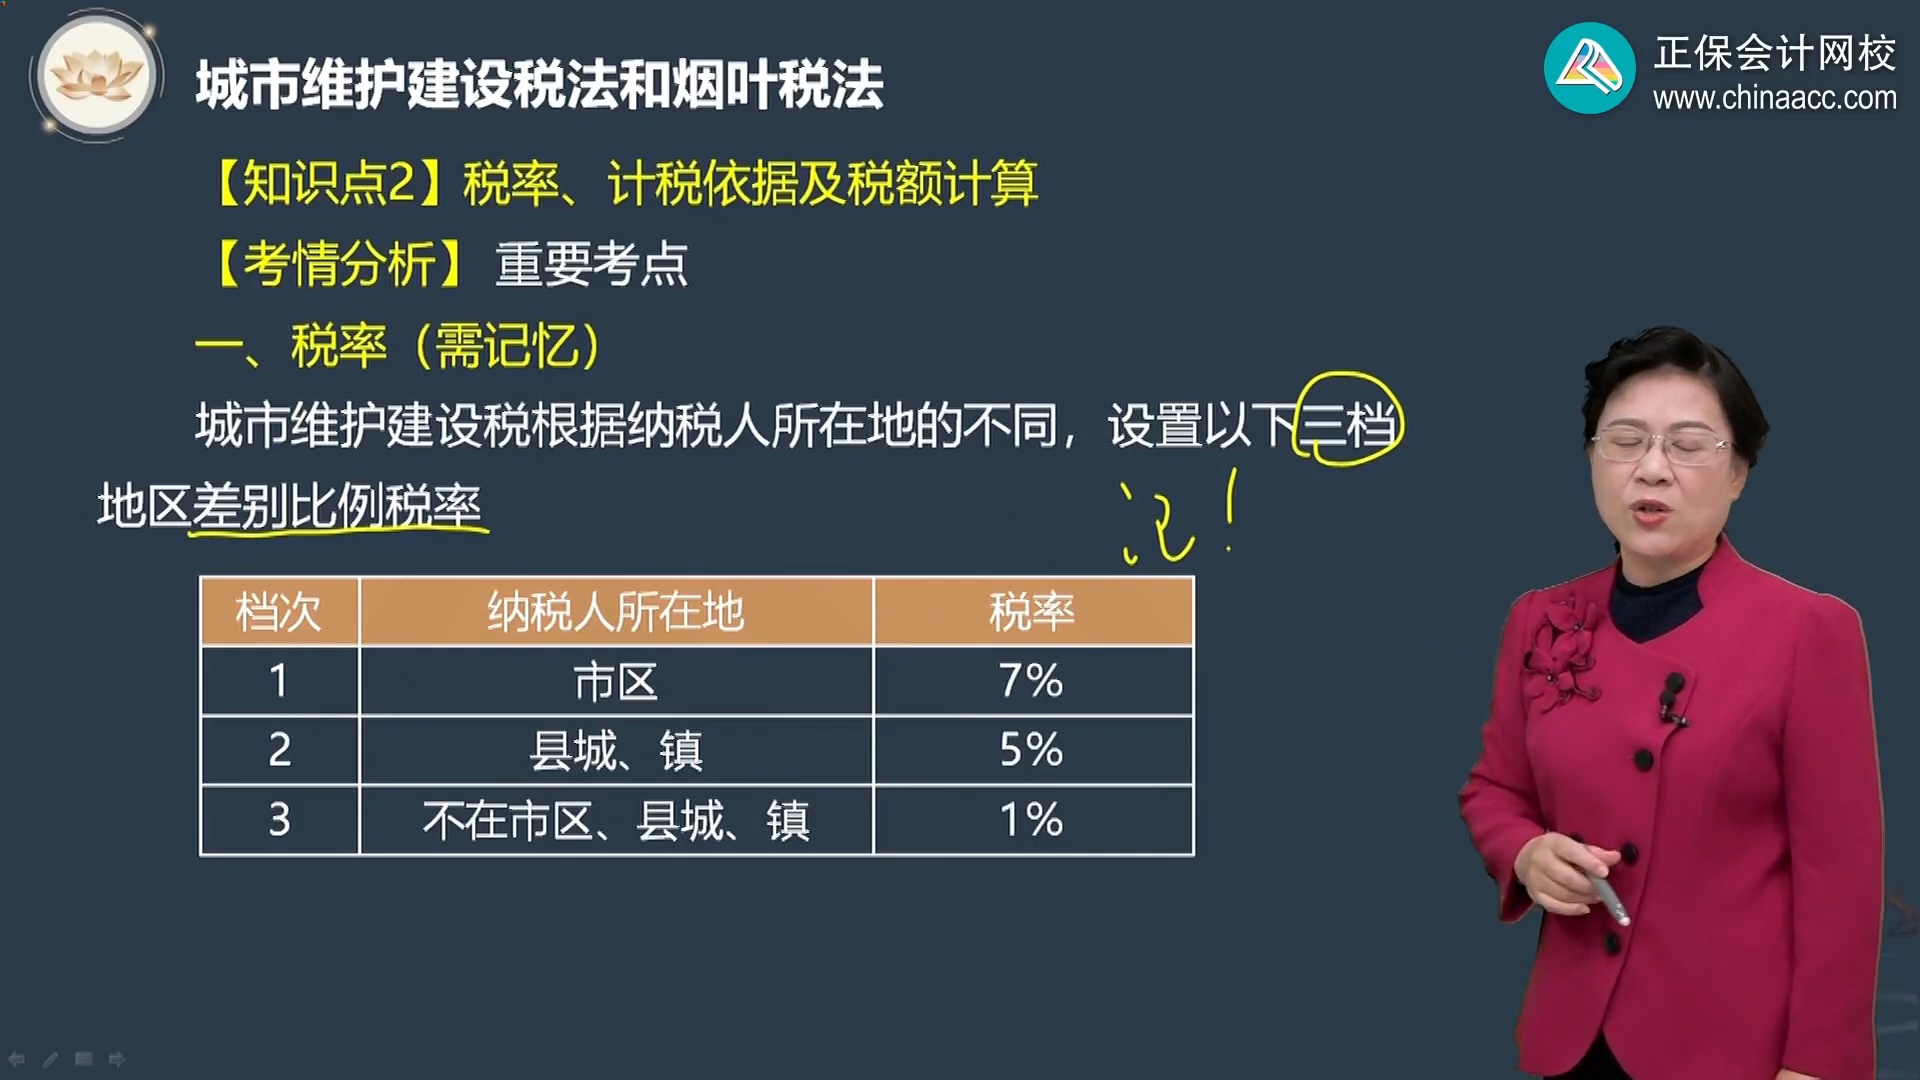 城市维护建设税法和烟叶税法
正保会计网校
www.chinaacc.com
【知识点2】税率、计税依据及税额计算
【考情分析】 重要考点
一、税率（需记忆）
城市维护建设税根据纳税人所在地的不同，设置以下三档
地区差别比例税率
记！
档次 纳税人所在地 税率
1 市区 7%
2 县城、镇 5%
3 不在市区、县城、镇 1%